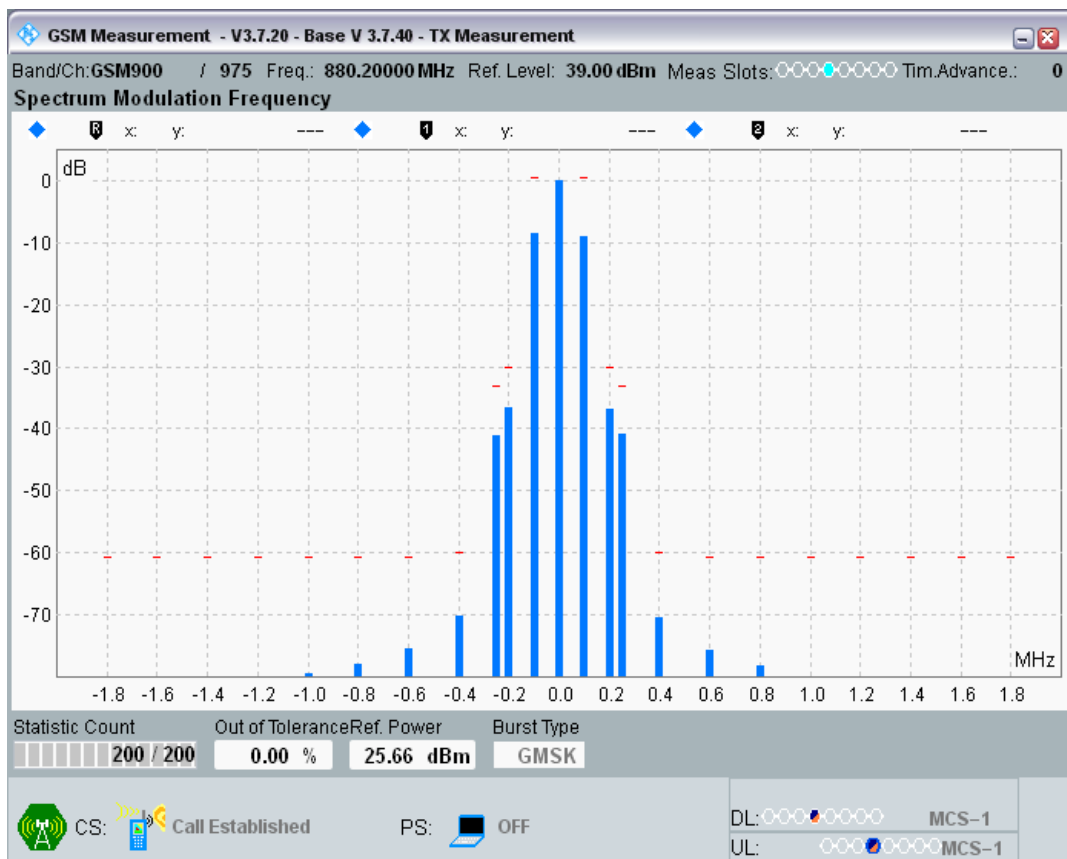 GSM Measurement - V3.7.20 - Base V 3.7.40 - TX Measurement
Band/Ch:GSM900 / 975 Freq.: 880.20000 MHz Ref. Level: 39.00 dBm Meas Slots: Tim.Advance.: 0
Spectrum Modulation Frequency
R x: y: --- 1 x: y: --- 2 x: y: ---
dB
0
-10
-20
-30
-40
-50
-60
-70
MHz
-1.8 -1.6 -1.4 -1.2 -1.0 -0.8 -0.6 -0.4 -0.2 0.0 0.2 0.4 0.6 0.8 1.0 1.2 1.4 1.6 1.8
Statistic Count Out of Tolerance Ref. Power Burst Type
200 / 200 0.00 % 25.66 dBm GMSK
CS: Call Established PS: OFF
DL: MCS-1
UL: MCS-1